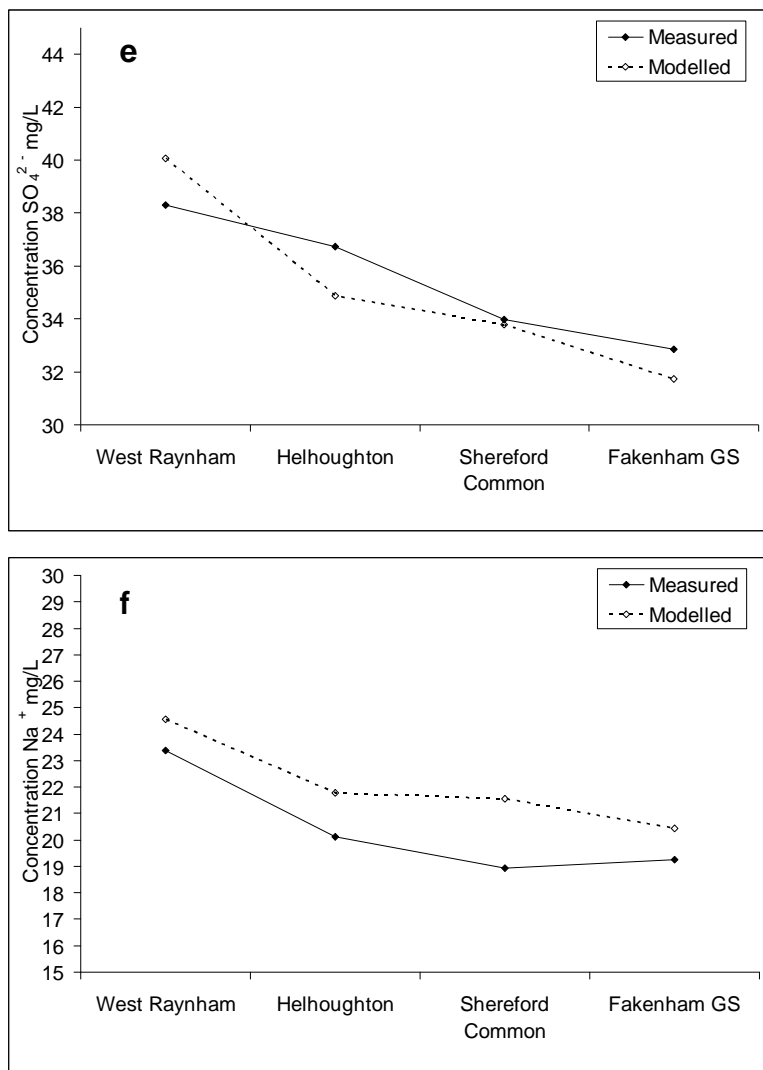 e
Measured
Modelled
Concentration SO₄²⁻ mg/L
44
42
40
38
36
34
32
30
West Raynham
Helhoughton
Shereford
Common
Fakenham GS
f
Measured
Modelled
Concentration Na⁺ mg/L
30
29
28
27
26
25
24
23
22
21
20
19
18
17
16
15
West Raynham
Helhoughton
Shereford
Common
Fakenham GS